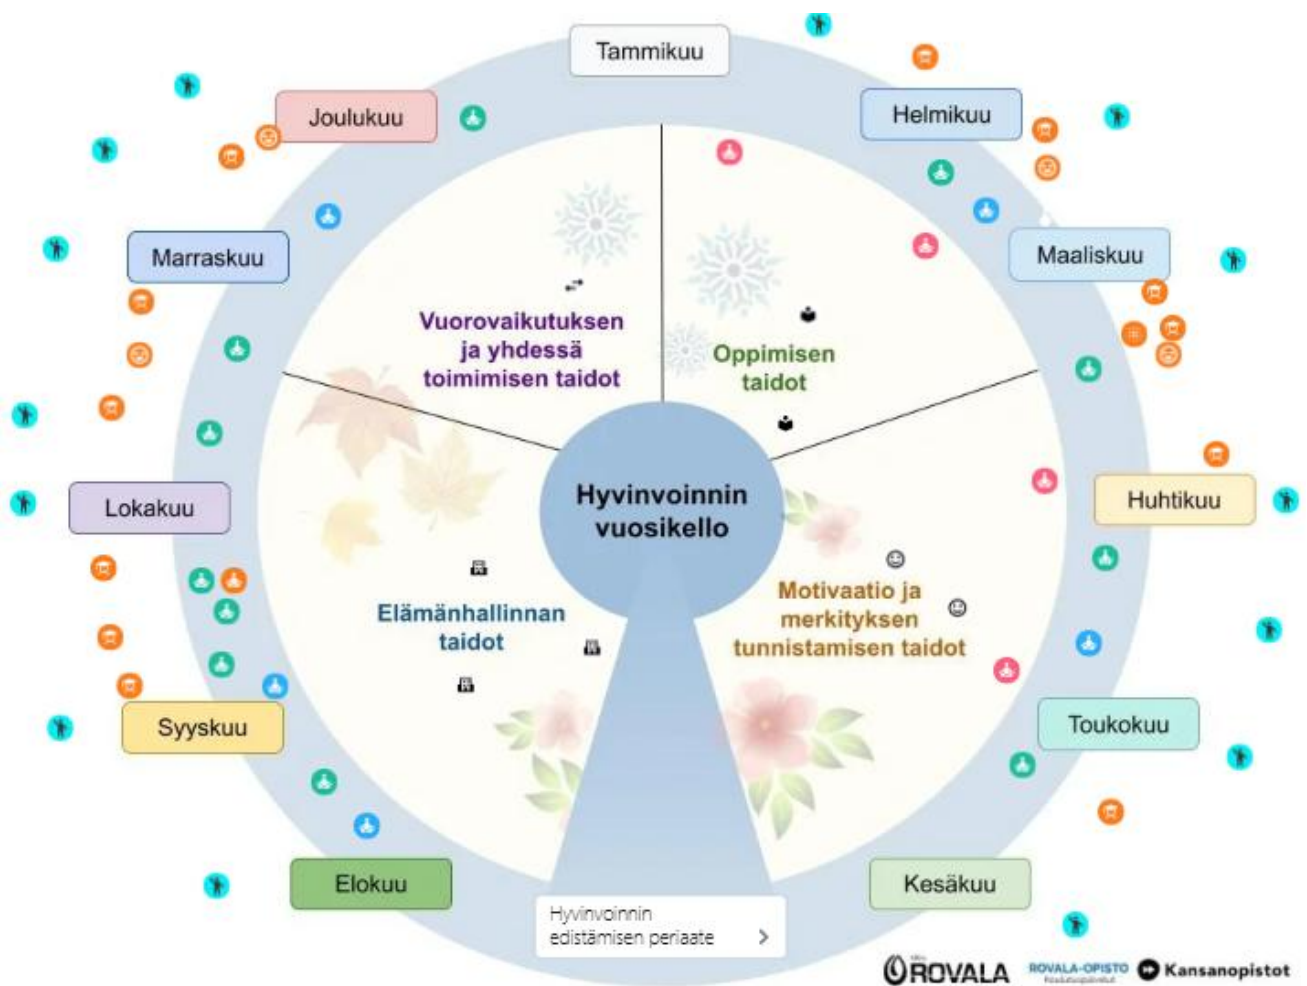 Tammikuu
Joulukuu
Helmikuu
Marraskuu
Maaliskuu
Vuorovaikutuksen
ja yhdessä
toimimisen taidot
Oppimisen
taidot
Lokakuu
Hyvinvoinnin
vuosikello
Huhtikuu
Elämänhallinnan
taidot
Motivaatio ja
merkityksen
tunnistamisen taidot
Syyskuu
Toukokuu
Elokuu
Kesäkuu
Hyvinvoinnin
edistämisen periaate
ROVALA
ROVALA-OPISTO
Kansanopistot